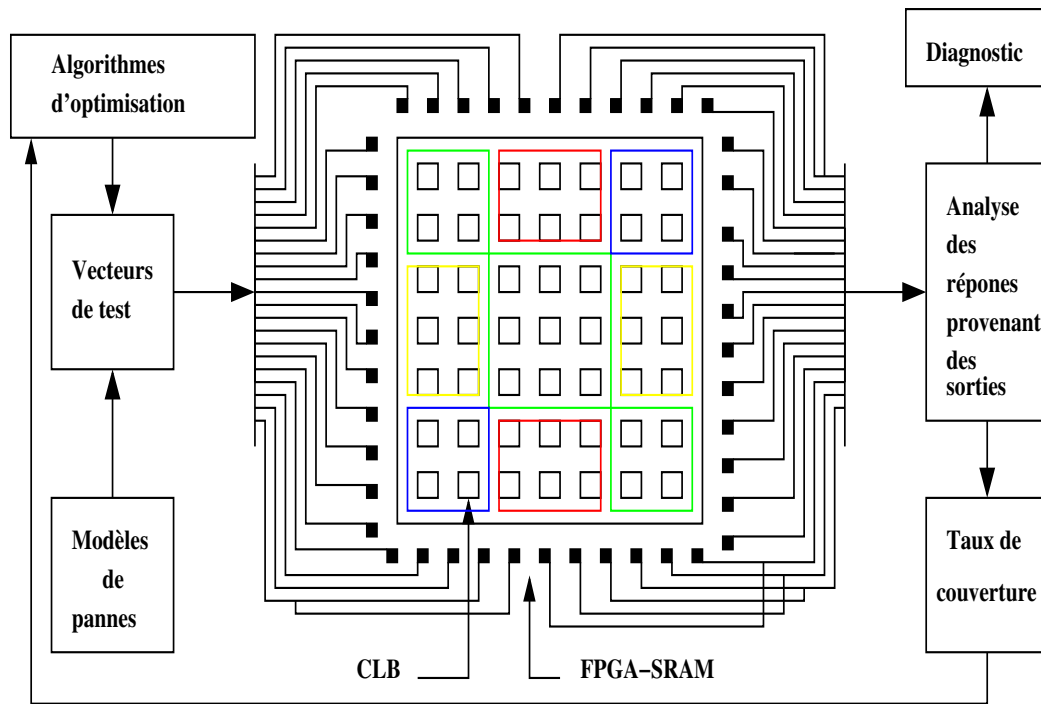 Algorithmes
d'optimisation
Vecteurs
de test
Modèles
de
pannes
CLB
FPGA–SRAM
Diagnostic
Analyse
des
répones
provenant
des
sorties
Taux de
couverture